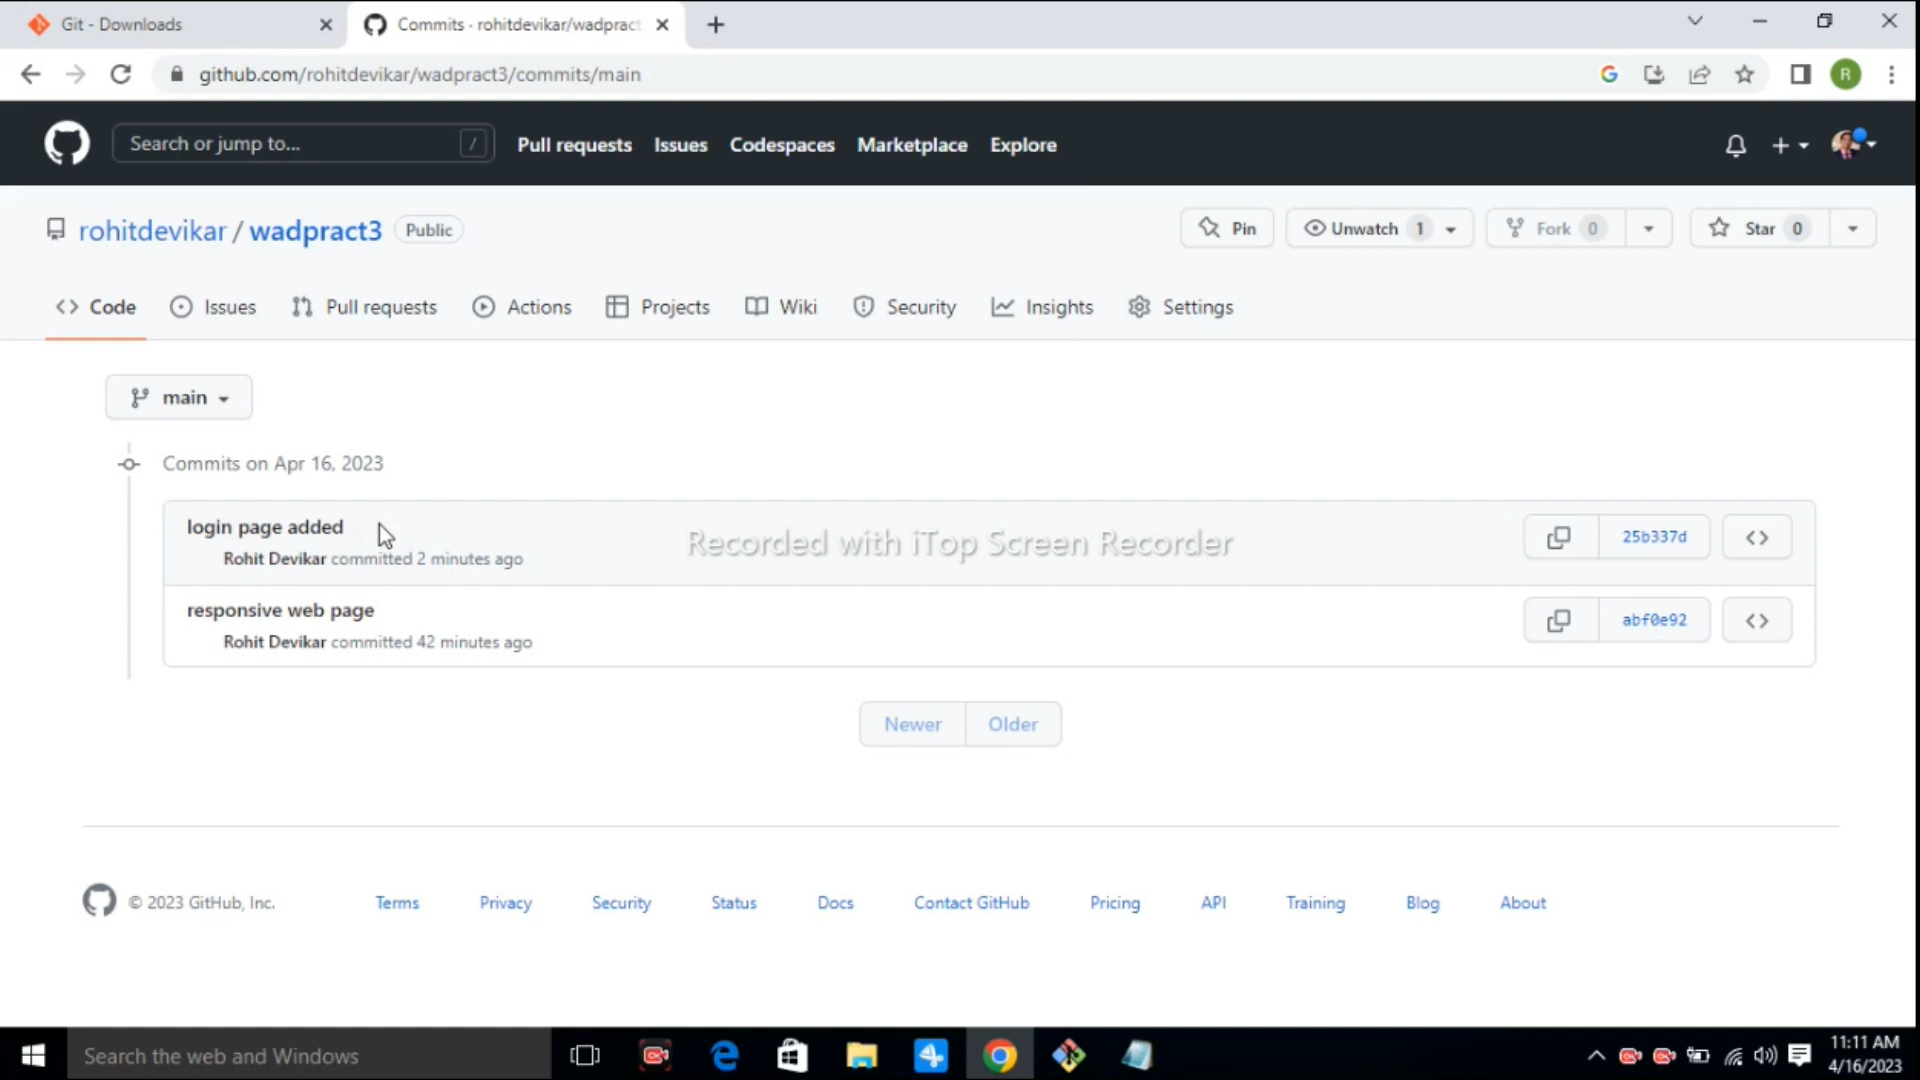 Git - Downloads
Commits · rohitdevikar/wadpract
github.com/rohitdevikar/wadpract3/commits/main
R
Search or jump to...
/
Pull requests
Issues
Codespaces
Marketplace
Explore
rohitdevikar / wadpract3
Public
Pin
Unwatch 1
Fork 0
Star 0
Code
Issues
Pull requests
Actions
Projects
Wiki
Security
Insights
Settings
main
Commits on Apr 16, 2023
login page added
Rohit Devikar committed 2 minutes ago
25b337d
Recorded with iTop Screen Recorder
responsive web page
Rohit Devikar committed 42 minutes ago
abf0e92
Newer
Older
© 2023 GitHub, Inc.
Terms
Privacy
Security
Status
Docs
Contact GitHub
Pricing
API
Training
Blog
About
Search the web and Windows
11:11 AM
4/16/2023